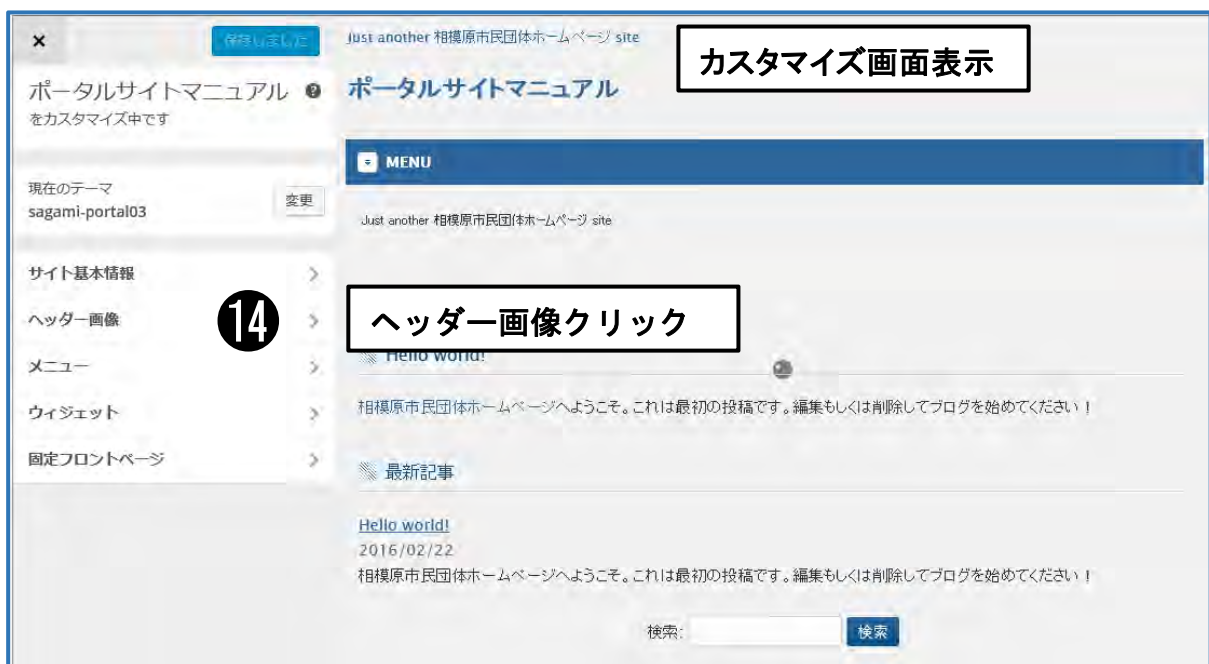 ×
保存しました
ポータルサイトマニュアル
をカスタマイズ中です
現在のテーマ
sagami-portal03
変更
サイト基本情報
ヘッダー画像
⓮
メニュー
ウィジェット
固定フロントページ
Just another 相模原市民団体ホームページ site
カスタマイズ画面表示
ポータルサイトマニュアル
MENU
Just another 相模原市民団体ホームページ site
ヘッダー画像クリック
Hello world!
相模原市民団体ホームページへようこそ。これは最初の投稿です。編集もしくは削除してブログを始めてください！
最新記事
Hello world!
2016/02/22
相模原市民団体ホームページへようこそ。これは最初の投稿です。編集もしくは削除してブログを始めてください！
検索:
検索